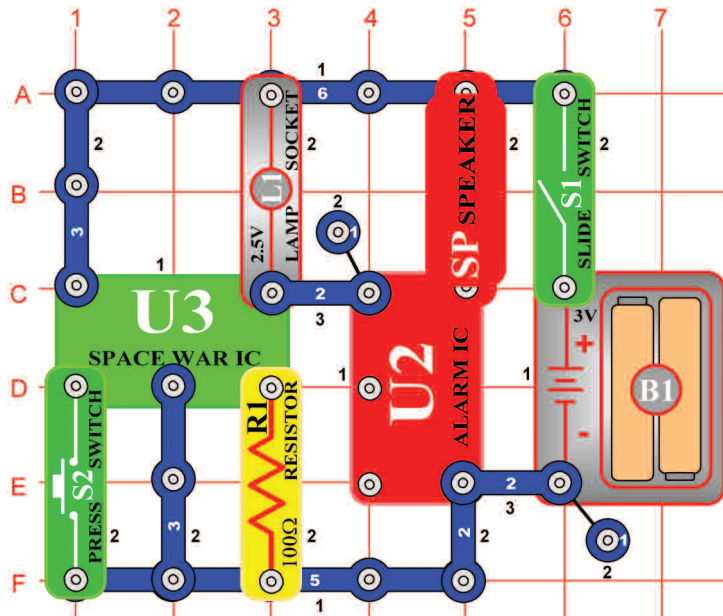 1 2 3 4 5 6 7
A
B
C
D
E
F
1
6
2
3
2.5V
LAMP SOCKET
L1
2
SP SPEAKER
2
SLIDE SWITCH
S1
2
2
1
1
U3
SPACE WAR IC
2
3
1
U2
ALARM IC
1
3V
+
-
B1
PRESS SWITCH
S2
2
3
2
R1
RESISTOR
100Ω
2
5
1
2
3
2
2
1
2